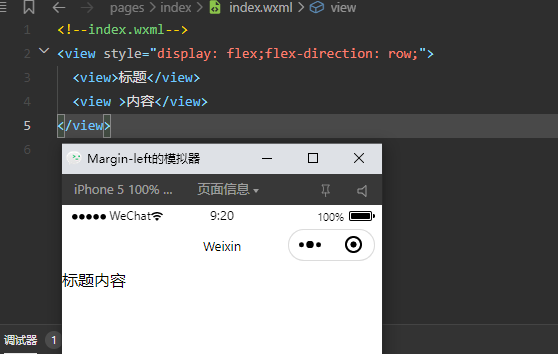 pages > index > index.wxml > view
1 <!--index.wxml-->
2 <view style="display: flex;flex-direction: row;">
3 <view>标题</view>
4 <view >内容</view>
5 </view>
6
Margin-left的模拟器
iPhone 5 100% ... 页面信息
WeChat 9:20 100%
Weixin
标题内容
调试器 1